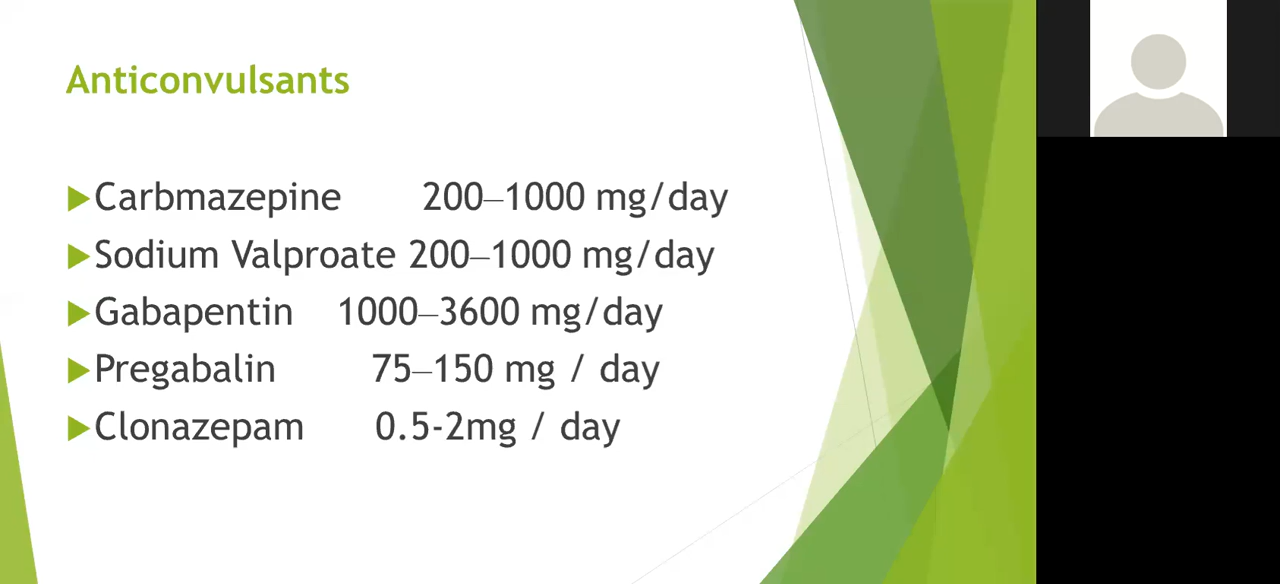 Anticonvulsants
Carbmazepine 200–1000 mg/day
Sodium Valproate 200–1000 mg/day
Gabapentin 1000–3600 mg/day
Pregabalin 75–150 mg / day
Clonazepam 0.5-2mg / day